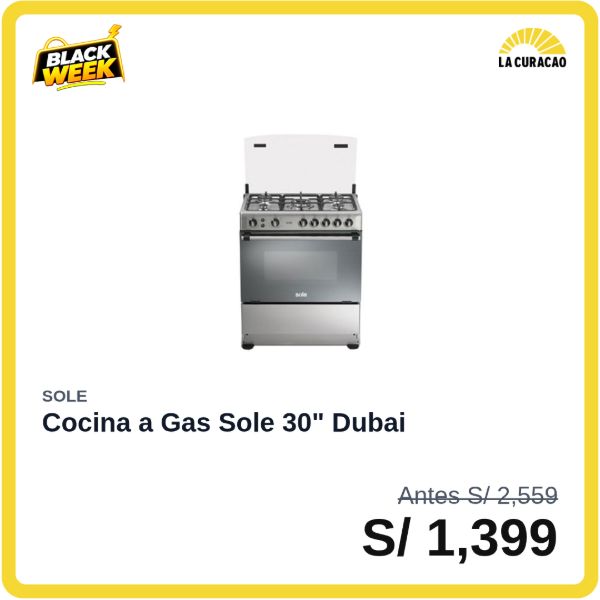 BLACK
WEEK
LA CURACAO
sole
SOLE
Cocina a Gas Sole 30" Dubai
Antes S/ 2,559
S/ 1,399